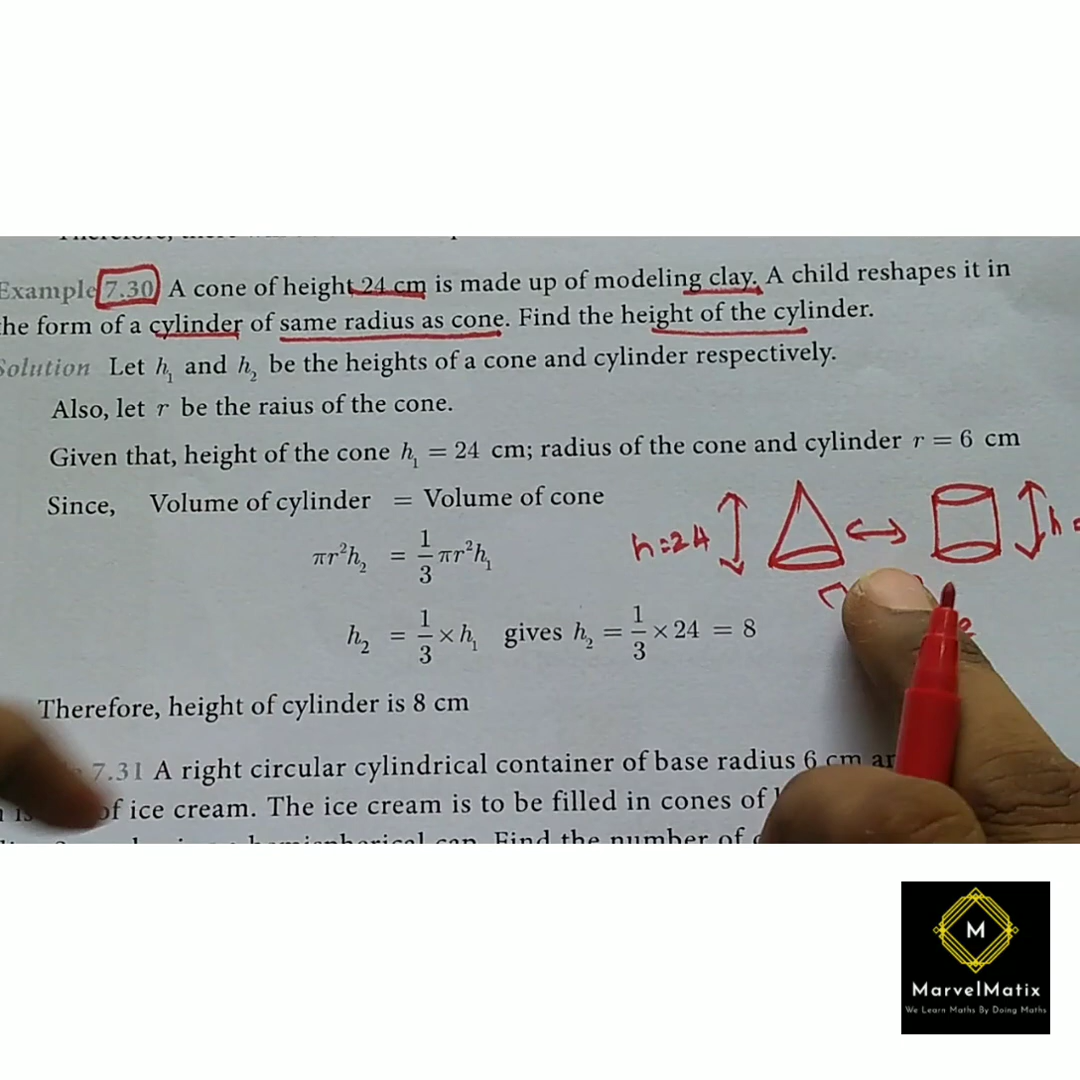 Example 7.30 A cone of height 24 cm is made up of modeling clay. A child reshapes it in
the form of a cylinder of same radius as cone. Find the height of the cylinder.
Solution Let h₁ and h₂ be the heights of a cone and cylinder respectively.
Also, let r be the raius of the cone.
Given that, height of the cone h₁ = 24 cm; radius of the cone and cylinder r = 6 cm
Since, Volume of cylinder = Volume of cone
πr²h₂ = 1/3 πr²h₁
h=24
h =
h₂ = 1/3 × h₁ gives h₂ = 1/3 × 24 = 8
Therefore, height of cylinder is 8 cm
7.31 A right circular cylindrical container of base radius 6 cm
of ice cream. The ice cream is to be filled in cones of
Find the number of
M
MarvelMatix
We Learn Maths By Doing Maths